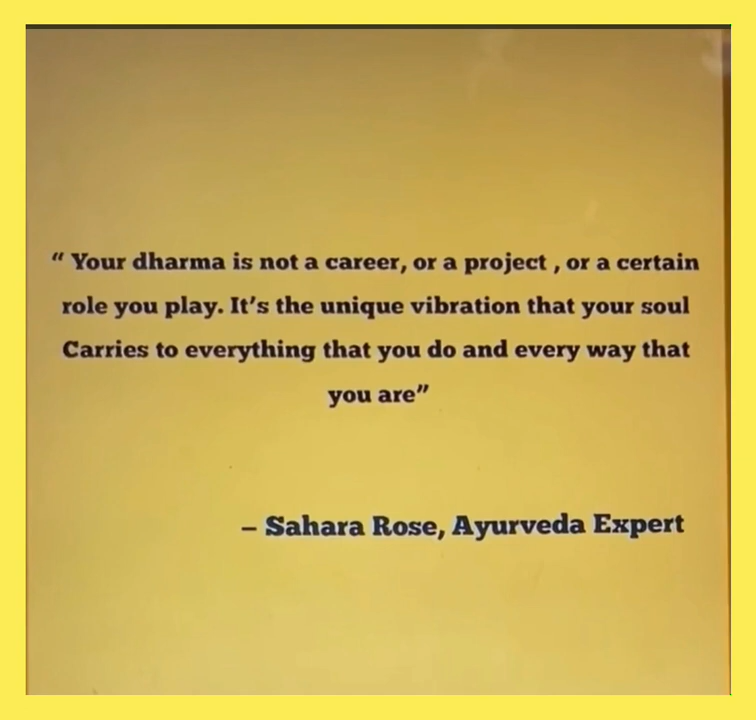 “ Your dharma is not a career, or a project , or a certain
role you play. It’s the unique vibration that your soul
Carries to everything that you do and every way that
you are”
– Sahara Rose, Ayurveda Expert